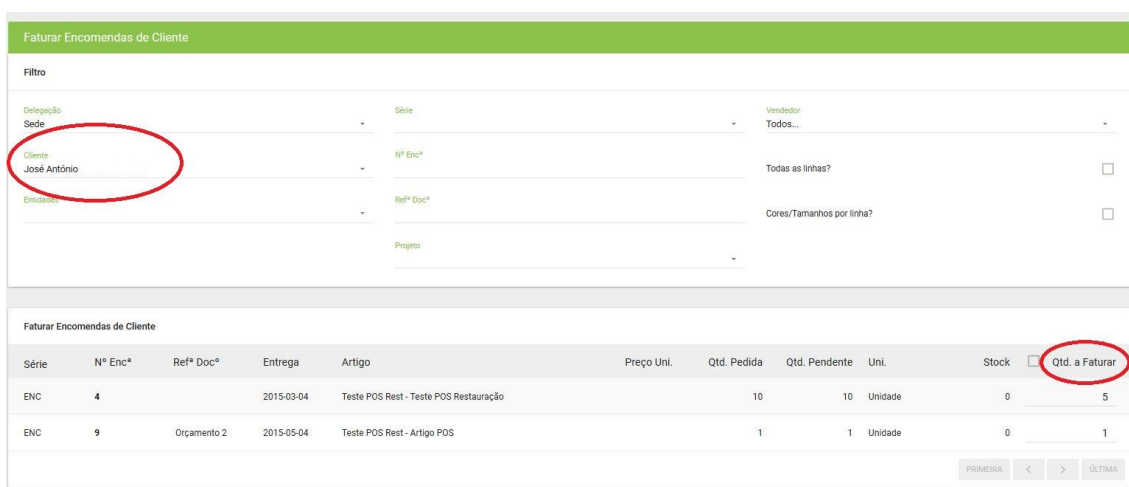 Faturar Encomendas de Cliente
Filtro
Delegação Série Vendedor
Sede Todos...
Cliente Nº Encª
José António Todas as linhas?
Entidades Refª Docº
Cores/Tamanhos por linha?
Projeto
Faturar Encomendas de Cliente
Série Nº Encª Refª Docº Entrega Artigo Preço Uni. Qtd. Pedida Qtd. Pendente Uni. Stock Qtd. a Faturar
ENC 4 2015-03-04 Teste POS Rest - Teste POS Restauração 10 10 Unidade 0 5
ENC 9 Orçamento 2 2015-05-04 Teste POS Rest - Artigo POS 1 1 Unidade 0 1
PRIMEIRA < > ÚLTIMA